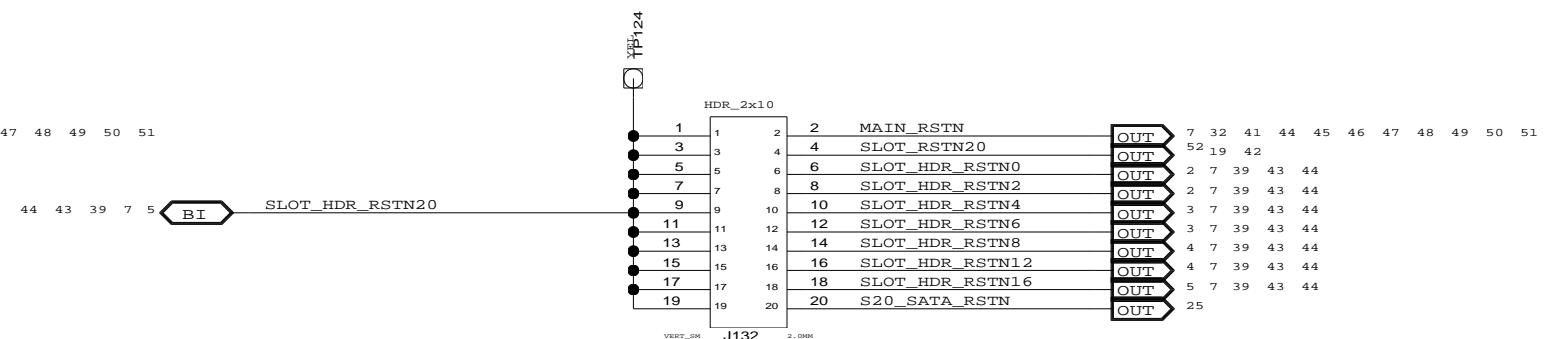 YEL TP124
HDR_2x10
47 48 49 50 51
1 1 2 2 MAIN_RSTN OUT 7 32 41 44 45 46 47 48 49 50 51
52
3 3 4 4 SLOT_RSTN20 OUT 19 42
5 5 6 6 SLOT_HDR_RSTN0 OUT 2 7 39 43 44
7 7 8 8 SLOT_HDR_RSTN2 OUT 2 7 39 43 44
44 43 39 7 5 BI SLOT_HDR_RSTN20 9 9 10 10 SLOT_HDR_RSTN4 OUT 3 7 39 43 44
11 11 12 12 SLOT_HDR_RSTN6 OUT 3 7 39 43 44
13 13 14 14 SLOT_HDR_RSTN8 OUT 4 7 39 43 44
15 15 16 16 SLOT_HDR_RSTN12 OUT 4 7 39 43 44
17 17 18 18 SLOT_HDR_RSTN16 OUT 5 7 39 43 44
19 19 20 20 S20_SATA_RSTN OUT 25
VERT_SM J132 2.0MM